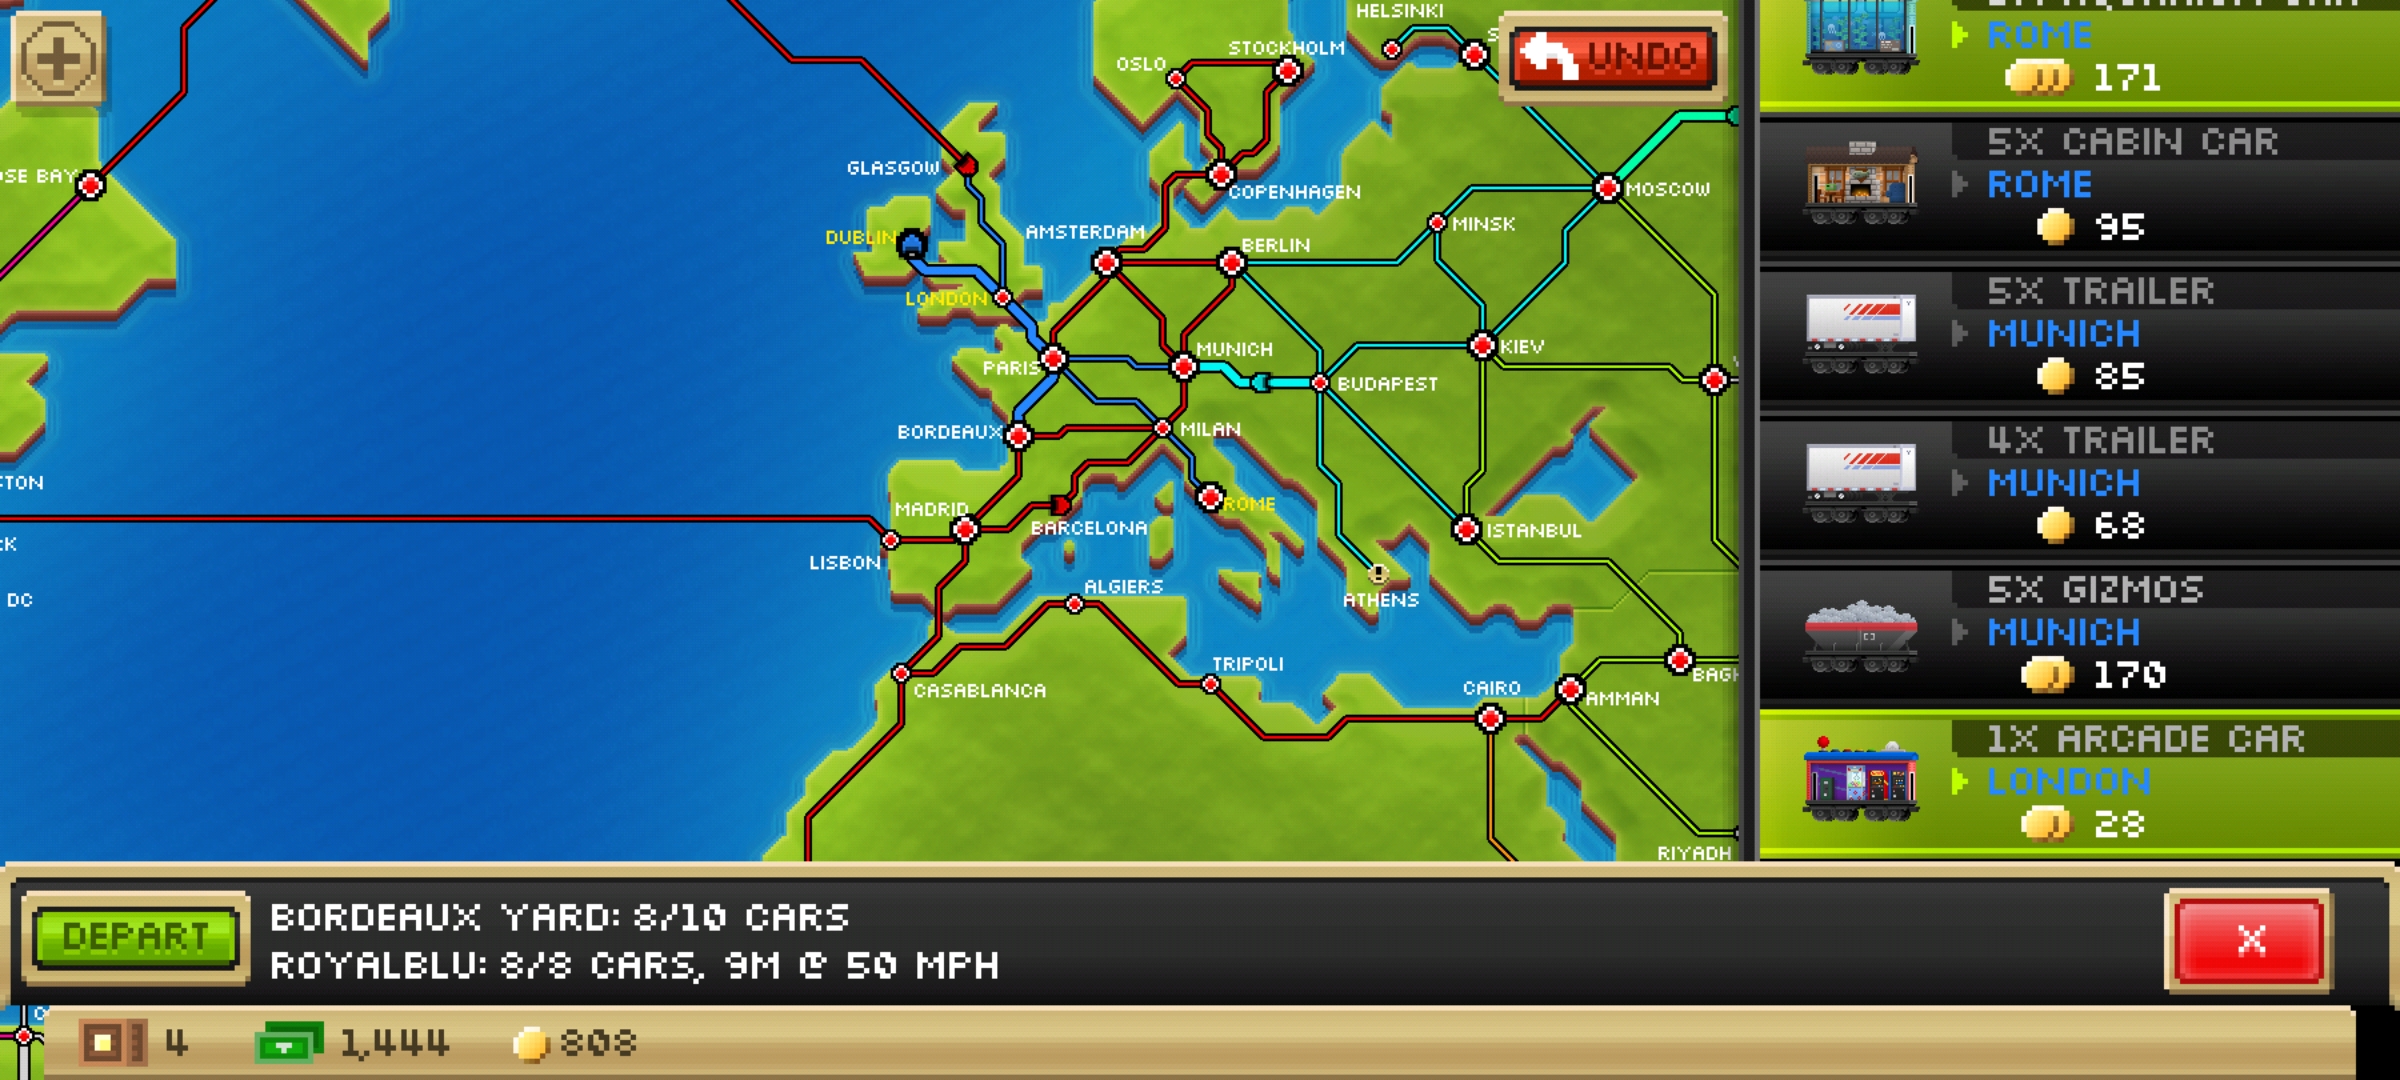 HELSINKI
STOCKHOLM
OSLO
UNDO
GLASGOW
COPENHAGEN
MOSCOW
MINSK
AMSTERDAM
BERLIN
DUBLIN
LONDON
PARIS
MUNICH
KIEV
BUDAPEST
BORDEAUX
MILAN
MADRID
ROME
BARCELONA
ISTANBUL
LISBON
ALGIERS
ATHENS
TRIPOLI
CASABLANCA
CAIRO
AMMAN
BAGH
RIYADH
SE BAY
TON
CK
DC
ROME
171
5X CABIN CAR
ROME
95
5X TRAILER
MUNICH
85
4X TRAILER
MUNICH
68
5X GIZMOS
MUNICH
170
1X ARCADE CAR
LONDON
28
DEPART
BORDEAUX YARD: 8/10 CARS
ROYALBLU: 8/8 CARS, 9M @ 50 MPH
X
4
1,444
808